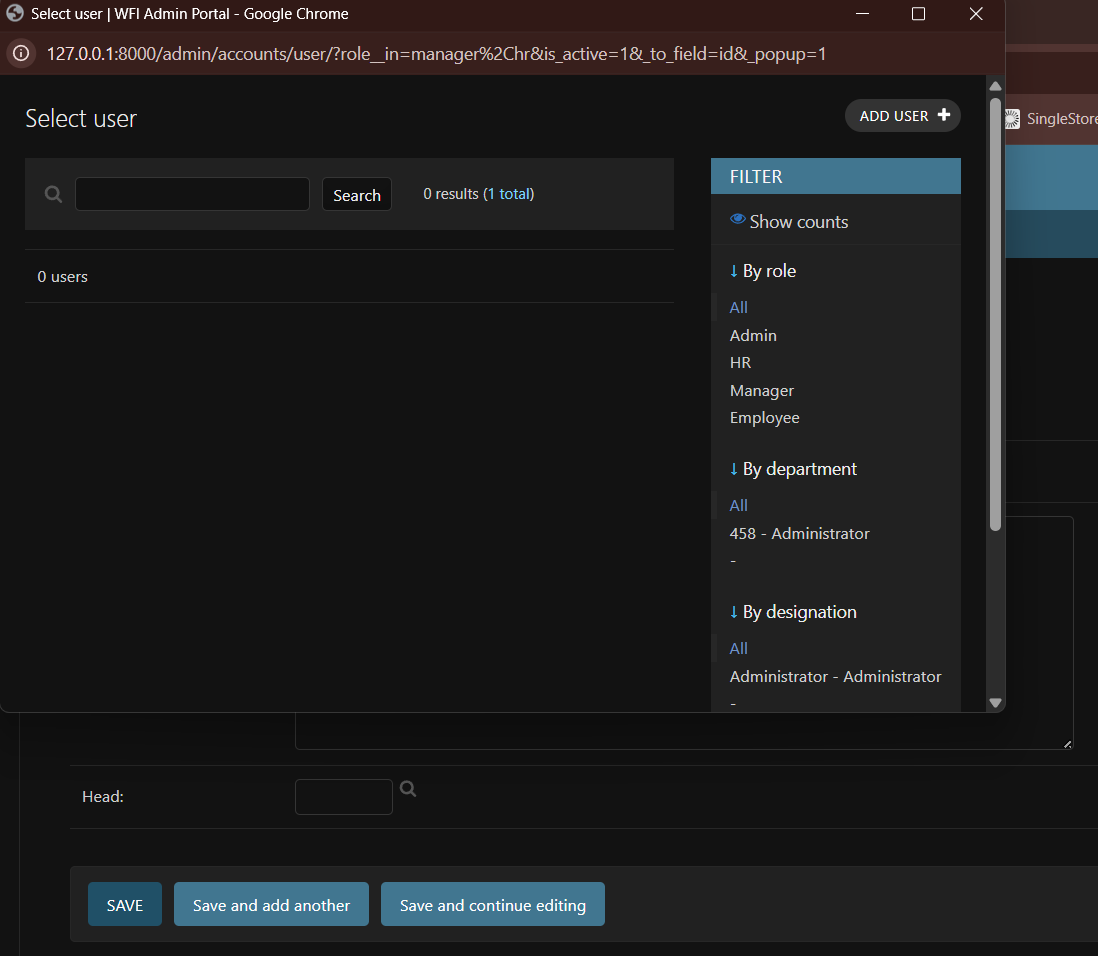 Select user | WFI Admin Portal - Google Chrome
127.0.0.1:8000/admin/accounts/user/?role__in=manager%2Chr&is_active=1&_to_field=id&_popup=1
SingleStore
Select user
ADD USER +
Search
0 results (1 total)
0 users
FILTER
Show counts
↓ By role
All
Admin
HR
Manager
Employee
↓ By department
All
458 - Administrator
-
↓ By designation
All
Administrator - Administrator
-
Head:
SAVE
Save and add another
Save and continue editing